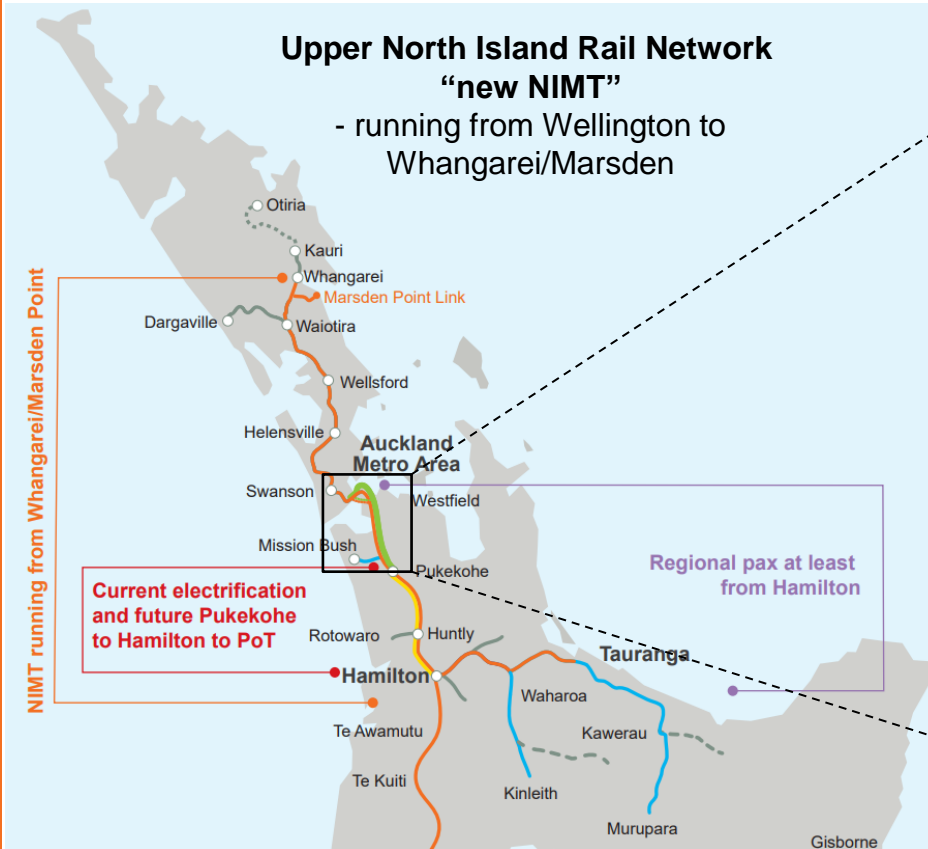 Upper North Island Rail Network
“new NIMT”
- running from Wellington to
Whangarei/Marsden
Otiria
Kauri
Whangarei
Marsden Point Link
Dargaville
Waiotira
Wellsford
Helensville
Auckland
Metro Area
Swanson
Westfield
Mission Bush
Pukekohe
NIMT running from Whangarei/Marsden Point
Current electrification
and future Pukekohe
to Hamilton to PoT
Regional pax at least
from Hamilton
Rotowaro
Huntly
Tauranga
Hamilton
Waharoa
Te Awamutu
Kawerau
Te Kuiti
Kinleith
Murupara
Gisborne